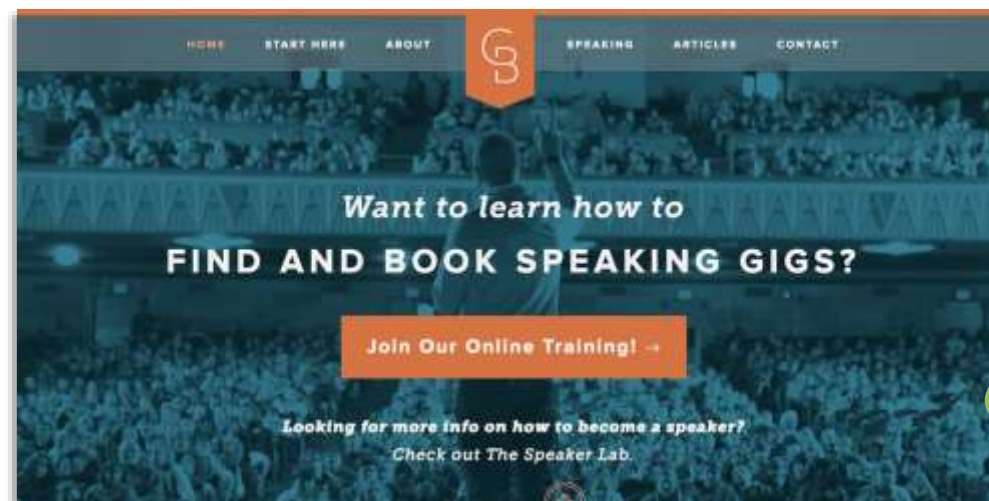 HOME START HERE ABOUT GB SPEAKING ARTICLES CONTACT
Want to learn how to
FIND AND BOOK SPEAKING GIGS?
Join Our Online Training! →
Looking for more info on how to become a speaker?
Check out The Speaker Lab.